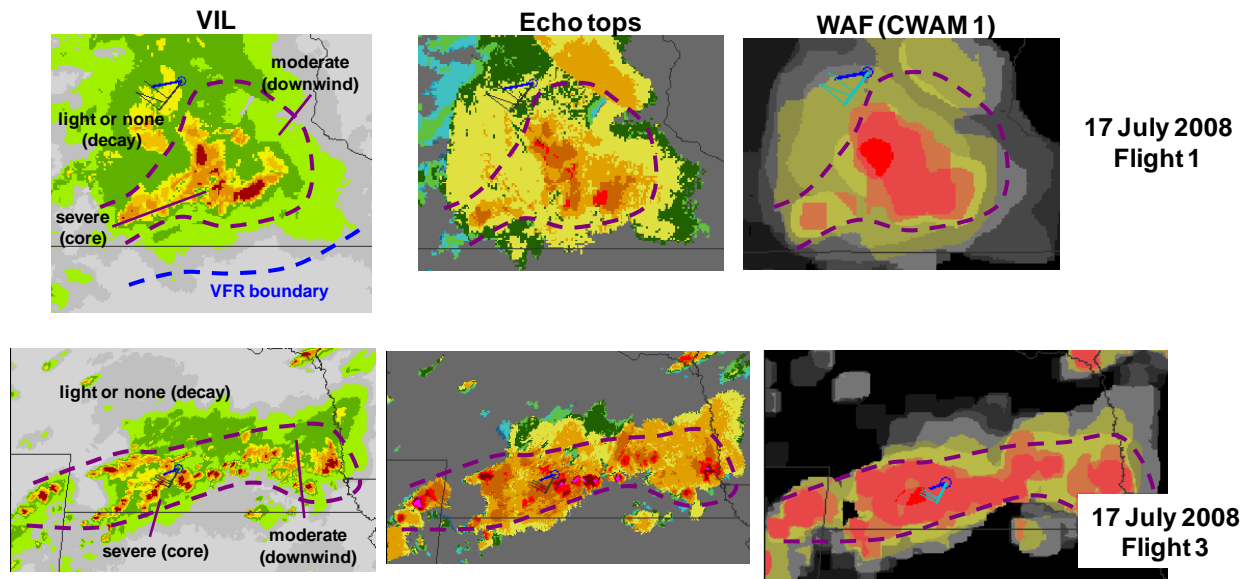 VIL
Echo tops
WAF (CWAM 1)
moderate
(downwind)
light or none
(decay)
severe
(core)
VFR boundary
17 July 2008
Flight 1
light or none (decay)
severe (core)
moderate
(downwind)
17 July 2008
Flight 3